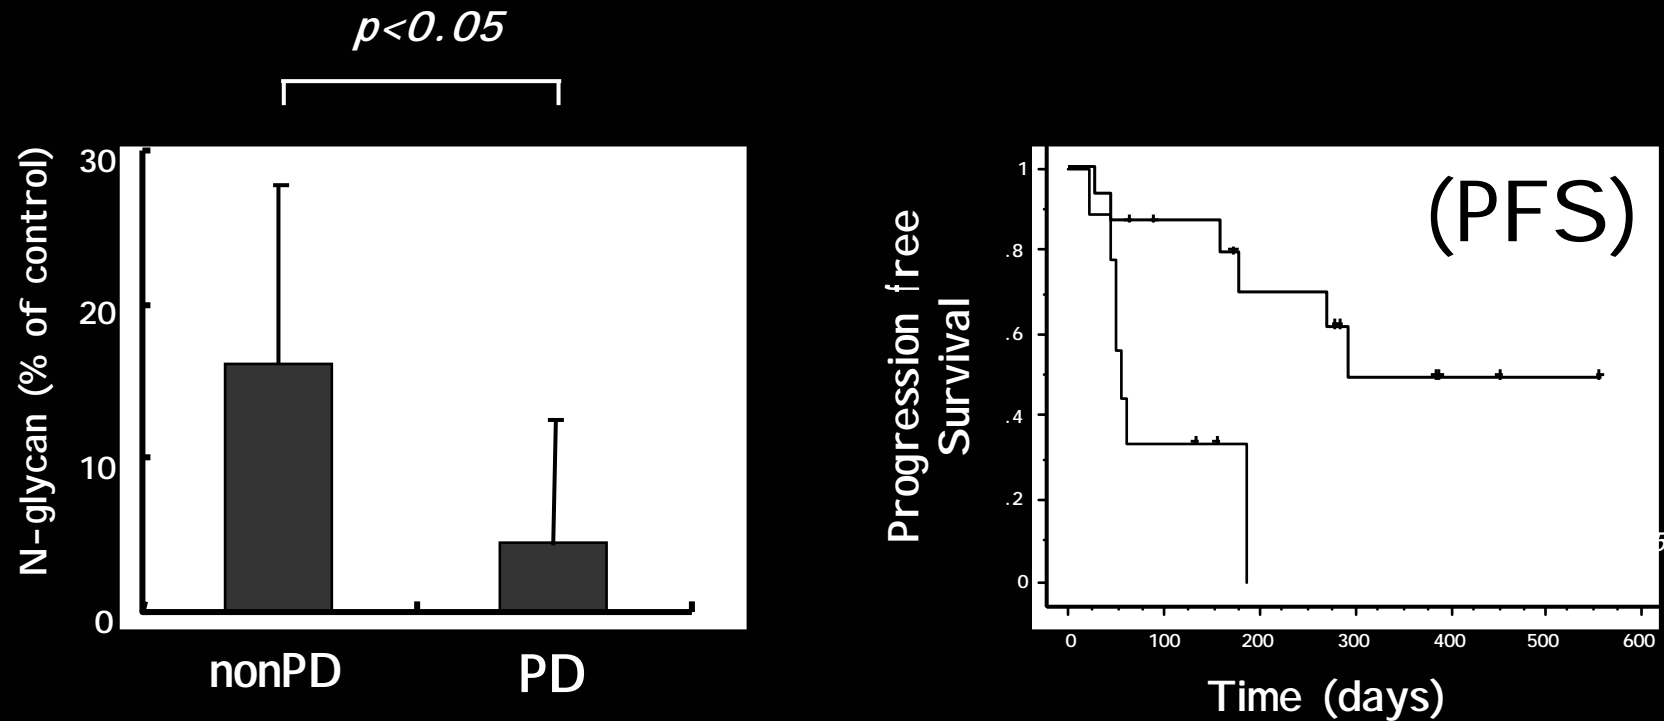 p<0.05
N-glycan (% of control)
30
20
10
0
nonPD
PD
Progression free
Survival
(PFS)
1
.8
.6
.4
.2
0
0 100 200 300 400 500 600
Time (days)